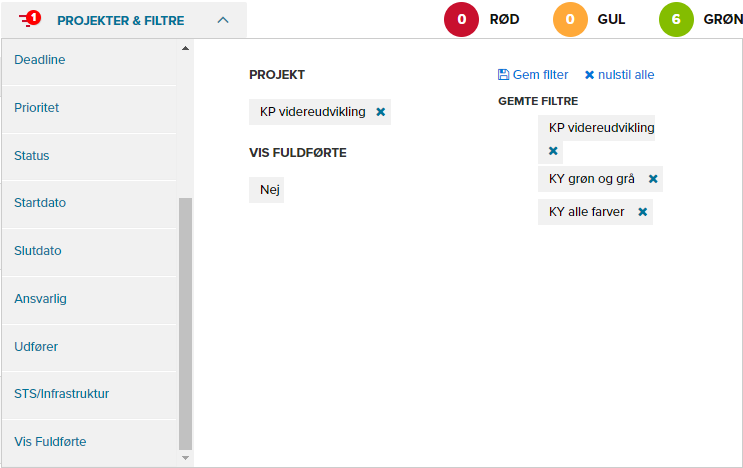 1 PROJEKTER & FILTRE
0 RØD 0 GUL 6 GRØN
Deadline
Prioritet
Status
Startdato
Slutdato
Ansvarlig
Udfører
STS/Infrastruktur
Vis Fuldførte
PROJEKT
KP videreudvikling
VIS FULDFØRTE
Nej
Gem filter nulstil alle
GEMTE FILTRE
KP videreudvikling
KY grøn og grå
KY alle farver